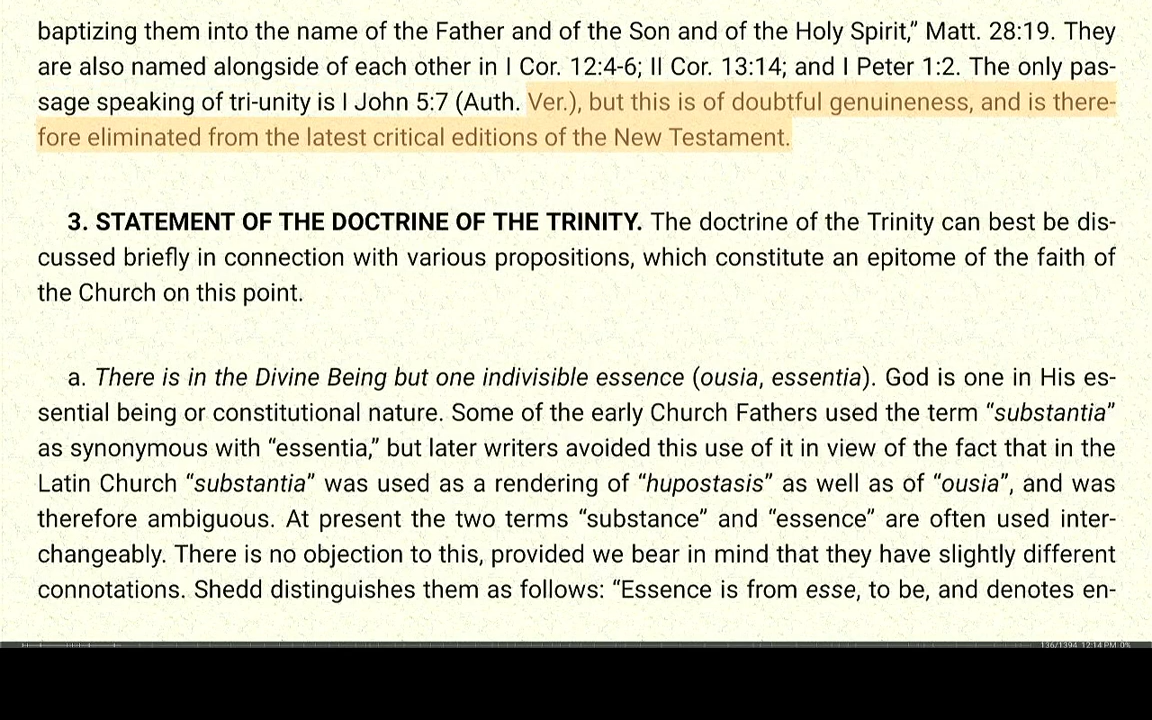 baptizing them into the name of the Father and of the Son and of the Holy Spirit,” Matt. 28:19. They
are also named alongside of each other in I Cor. 12:4-6; II Cor. 13:14; and I Peter 1:2. The only pas-
sage speaking of tri-unity is I John 5:7 (Auth. Ver.), but this is of doubtful genuineness, and is there-
fore eliminated from the latest critical editions of the New Testament.
3. STATEMENT OF THE DOCTRINE OF THE TRINITY. The doctrine of the Trinity can best be dis-
cussed briefly in connection with various propositions, which constitute an epitome of the faith of
the Church on this point.
a. There is in the Divine Being but one indivisible essence (ousia, essentia). God is one in His es-
sential being or constitutional nature. Some of the early Church Fathers used the term “substantia”
as synonymous with “essentia,” but later writers avoided this use of it in view of the fact that in the
Latin Church “substantia” was used as a rendering of “hupostasis” as well as of “ousia”, and was
therefore ambiguous. At present the two terms “substance” and “essence” are often used inter-
changeably. There is no objection to this, provided we bear in mind that they have slightly different
connotations. Shedd distinguishes them as follows: “Essence is from esse, to be, and denotes en-
136/1394 12:14 PM 0%